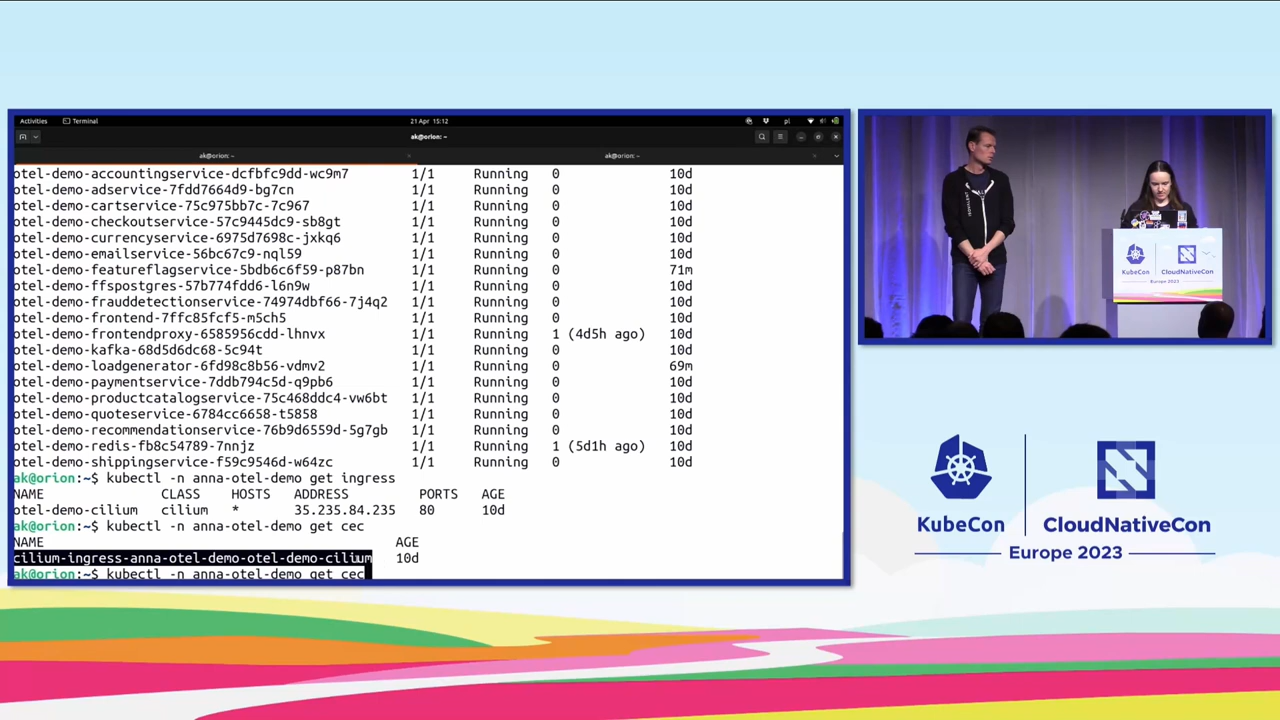 Activities Terminal 21 Apr 15:12 pl
ak@orion: ~
ak@orion: ~ ak@orion: ~
otel-demo-accountingservice-dcfbfc9dd-wc9m7 1/1 Running 0 10d
otel-demo-adservice-7fdd7664d9-bg7cn 1/1 Running 0 10d
otel-demo-cartservice-75c975bb7c-7q967 1/1 Running 0 10d
otel-demo-checkoutservice-57c9445dc9-sb8gt 1/1 Running 0 10d
otel-demo-currencyservice-6975d7698c-jxkq6 1/1 Running 0 10d
otel-demo-emailservice-56bc67c9-nql59 1/1 Running 0 10d
otel-demo-featureflagservice-5bdb6c6f59-p87bn 1/1 Running 0 71m
otel-demo-ffspostgres-57b774fdd6-l6n9w 1/1 Running 0 10d
otel-demo-frauddetectionservice-74974dbf66-7j4q2 1/1 Running 0 10d
otel-demo-frontend-7ffc85fcf5-m5ch5 1/1 Running 0 10d
otel-demo-frontendproxy-6585956cdd-lhnvx 1/1 Running 1 (4d5h ago) 10d
otel-demo-kafka-68d5d6dc68-5c94t 1/1 Running 0 10d
otel-demo-loadgenerator-6fd98c8b56-vdmv2 1/1 Running 0 69m
otel-demo-paymentservice-7ddb794c5d-q9pb6 1/1 Running 0 10d
otel-demo-productcatalogservice-75c468ddc4-vw6bt 1/1 Running 0 10d
otel-demo-quoteservice-6784cc6658-t5858 1/1 Running 0 10d
otel-demo-recommendationservice-76b9d6559d-5g7gb 1/1 Running 0 10d
otel-demo-redis-fb8c54789-7nnjz 1/1 Running 1 (5d1h ago) 10d
otel-demo-shippingservice-f59c9546d-w64zc 1/1 Running 0 10d
ak@orion:~$ kubectl -n anna-otel-demo get ingress
NAME CLASS HOSTS ADDRESS PORTS AGE
otel-demo-cilium cilium * 35.235.84.235 80 10d
ak@orion:~$ kubectl -n anna-otel-demo get cec
NAME AGE
cilium-ingress-anna-otel-demo-otel-demo-cilium 10d
ak@orion:~$ kubectl -n anna-otel-demo get cec
KubeCon CloudNativeCon
Europe 2023
KubeCon CloudNativeCon
Europe 2023